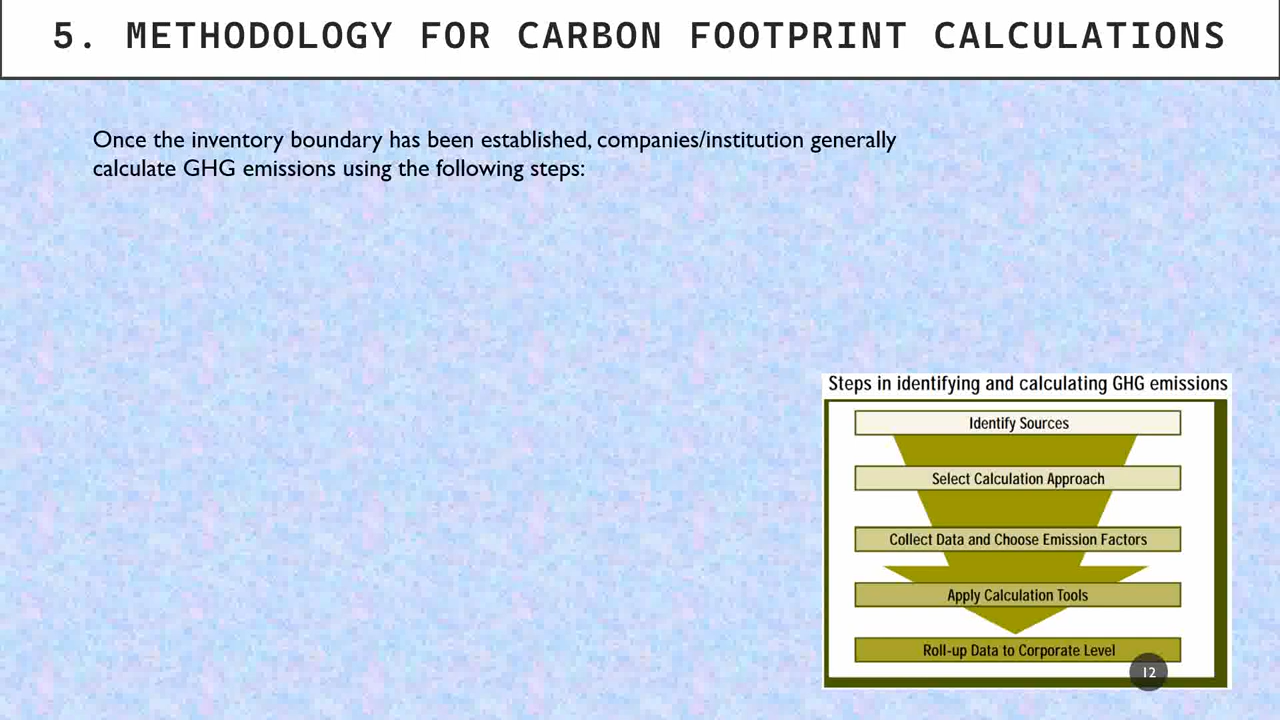 5. METHODOLOGY FOR CARBON FOOTPRINT CALCULATIONS
Once the inventory boundary has been established, companies/institution generally
calculate GHG emissions using the following steps:
Steps in identifying and calculating GHG emissions
Identify Sources
Select Calculation Approach
Collect Data and Choose Emission Factors
Apply Calculation Tools
Roll-up Data to Corporate Level
12